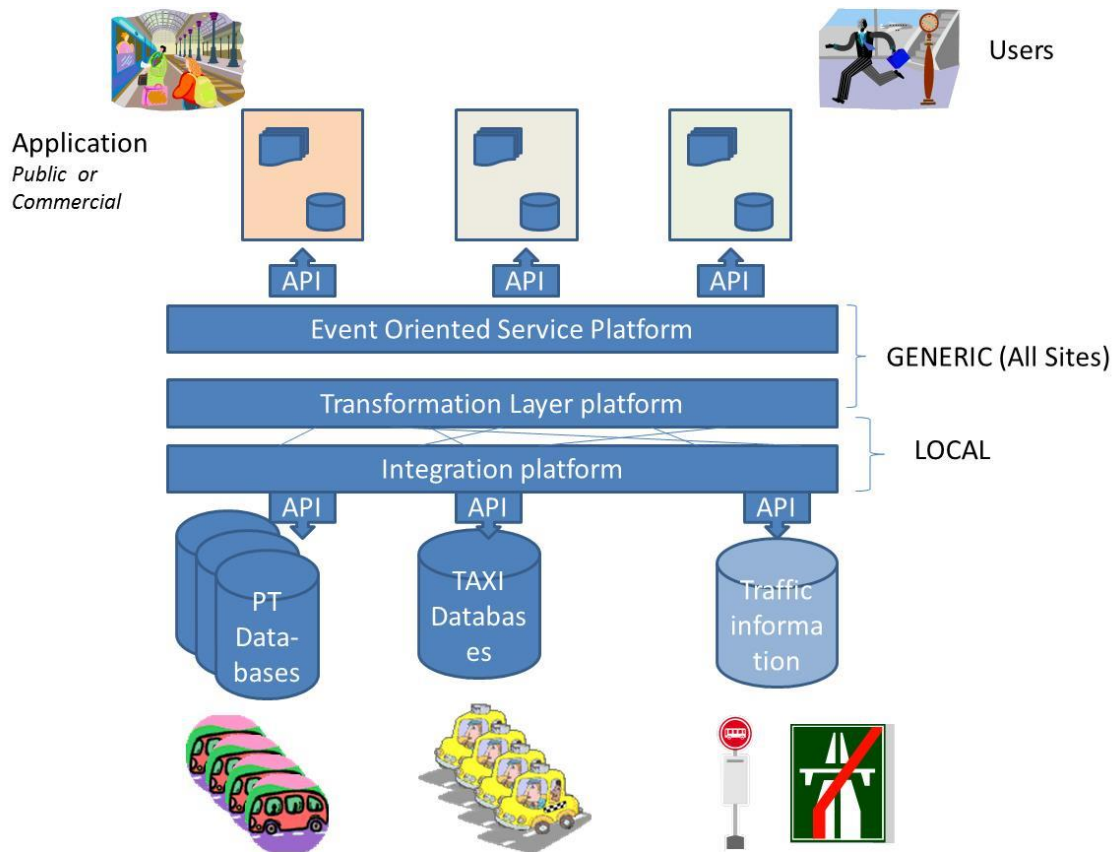 Users
Application
Public or
Commercial
API
API
API
Event Oriented Service Platform
GENERIC (All Sites)
Transformation Layer platform
LOCAL
Integration platform
API
API
API
PT
Data-
bases
TAXI
Databas
es
Traffic
informa
tion